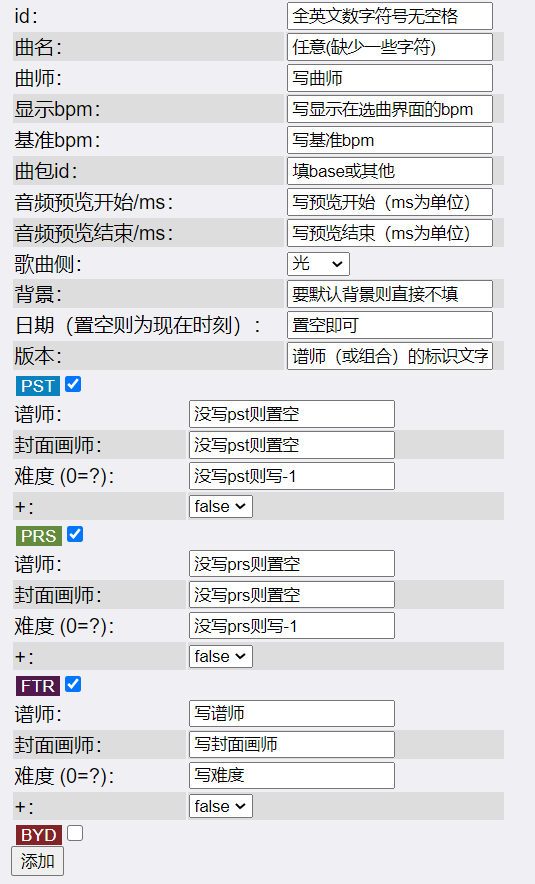 id： 全英文数字符号无空格
曲名： 任意(缺少一些字符)
曲师： 写曲师
显示bpm： 写显示在选曲界面的bpm
基准bpm： 写基准bpm
曲包id： 填base或其他
音频预览开始/ms： 写预览开始（ms为单位）
音频预览结束/ms： 写预览结束（ms为单位）
歌曲侧： 光
背景： 要默认背景则直接不填
日期（置空则为现在时刻）： 置空即可
版本： 谱师（或组合）的标识文字
PST
谱师： 没写pst则置空
封面画师： 没写pst则置空
难度 (0=?)： 没写pst则写-1
+： false
PRS
谱师： 没写prs则置空
封面画师： 没写prs则置空
难度 (0=?)： 没写prs则写-1
+： false
FTR
谱师： 写谱师
封面画师： 写封面画师
难度 (0=?)： 写难度
+： false
BYD
添加